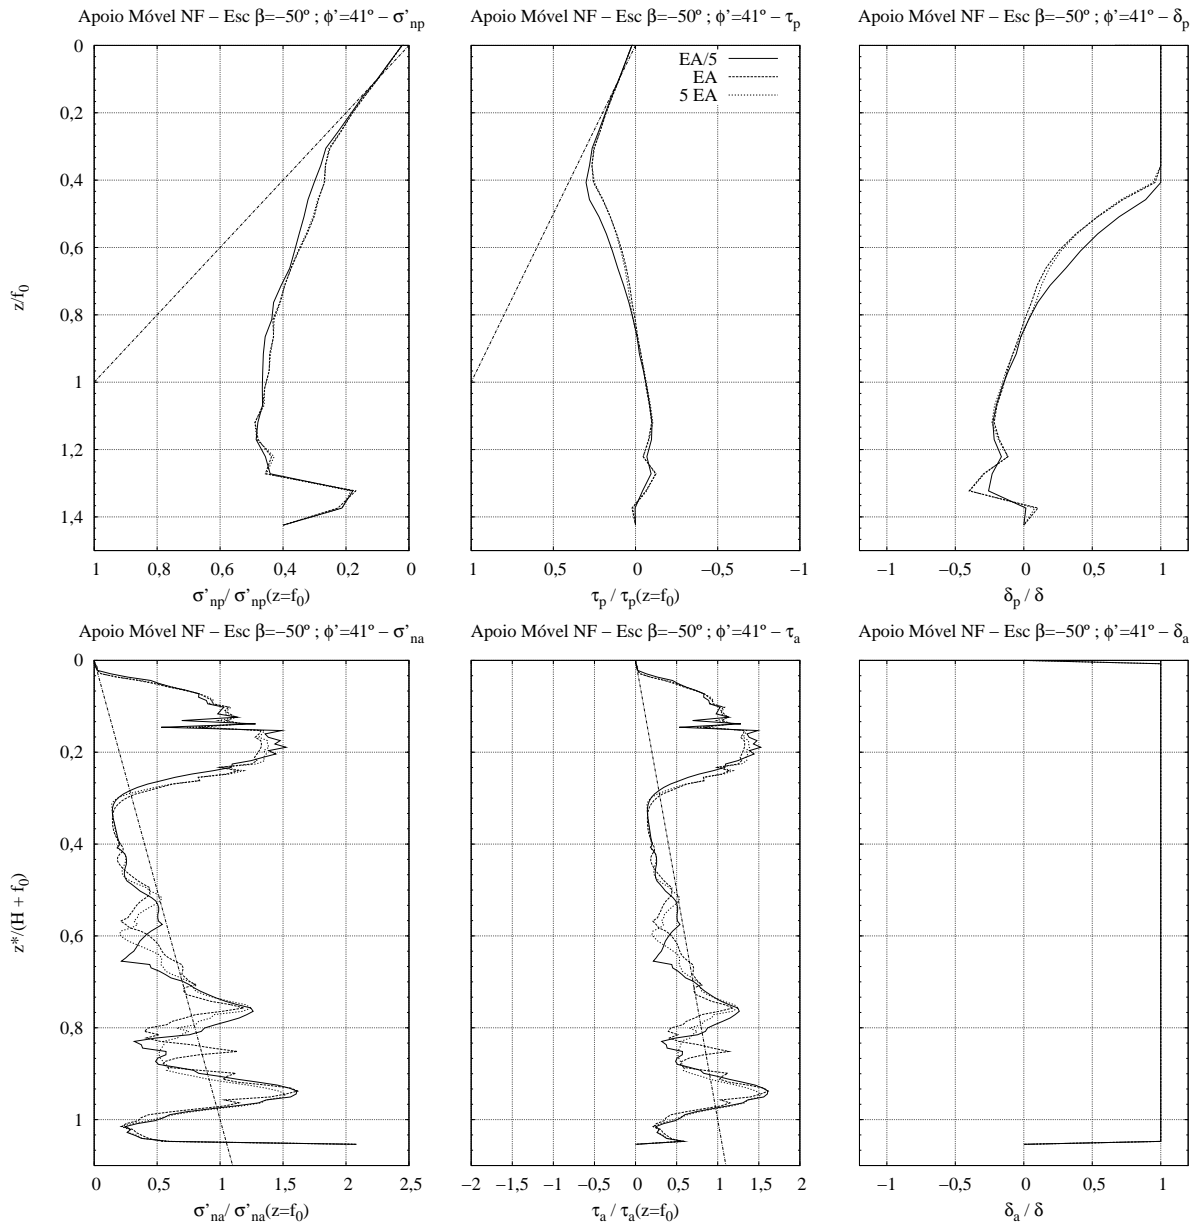 Apoio Móvel NF – Esc β=−50º ; ϕ’=41º − σ’np
Apoio Móvel NF – Esc β=−50º ; ϕ’=41º − τp
Apoio Móvel NF – Esc β=−50º ; ϕ’=41º − δp
0
0,2
0,4
0,6
0,8
1
1,2
1,4
z/f0
EA/5
EA
5 EA
1 0,8 0,6 0,4 0,2 0
1 0,5 0 −0,5 −1
−1 −0,5 0 0,5 1
σ’np/ σ’np(z=f0)
τp / τp(z=f0)
δp / δ
Apoio Móvel NF – Esc β=−50º ; ϕ’=41º − σ’na
Apoio Móvel NF – Esc β=−50º ; ϕ’=41º − τa
Apoio Móvel NF – Esc β=−50º ; ϕ’=41º − δa
0
0,2
0,4
0,6
0,8
1
z*/(H + f0)
0 0,5 1 1,5 2 2,5
−2 −1,5 −1 −0,5 0 0,5 1 1,5 2
−1 −0,5 0 0,5 1
σ’na/ σ’na(z=f0)
τa / τa(z=f0)
δa / δ